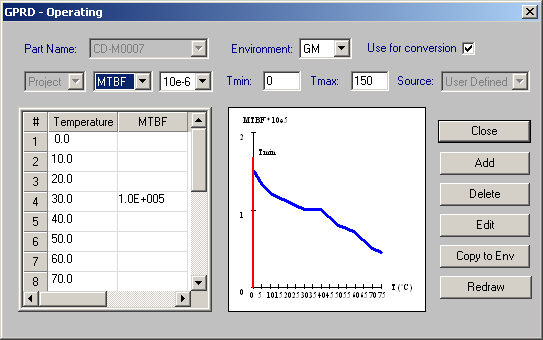 GPRD - Operating
Part Name: CD-M0007 Environment: GM Use for conversion
Project MTBF 10e-6 Tmin: 0 Tmax: 150 Source: User Defined
# Temperature MTBF
1 0.0
2 10.0
3 20.0
4 30.0 1.0E+005
5 40.0
6 50.0
7 60.0
8 70.0
MTBF*10e5
2
Tmin
1
0
0 5 10 15 20 25 30 35 40 45 50 55 60 65 70 75 T (°C)
Close
Add
Delete
Edit
Copy to Env
Redraw